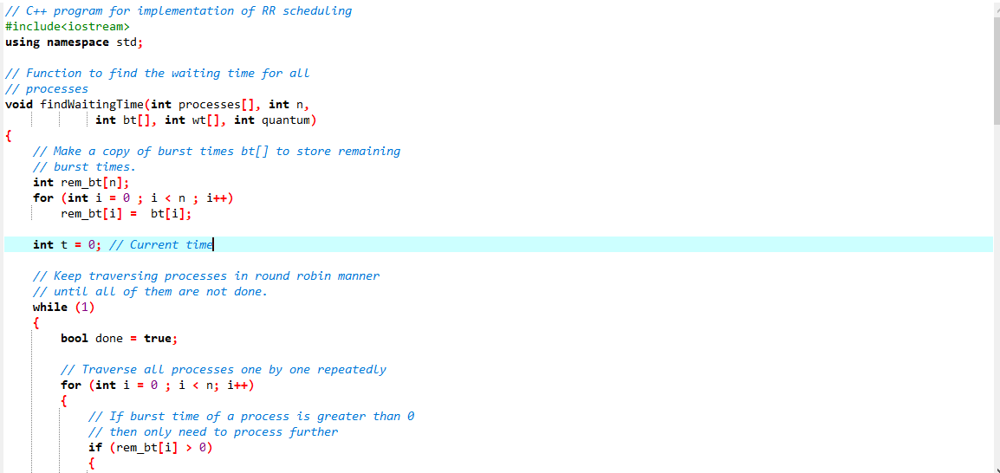 // C++ program for implementation of RR scheduling
#include<iostream>
using namespace std;

// Function to find the waiting time for all
// processes
void findWaitingTime(int processes[], int n,
             int bt[], int wt[], int quantum)
{
    // Make a copy of burst times bt[] to store remaining
    // burst times.
    int rem_bt[n];
    for (int i = 0 ; i < n ; i++)
        rem_bt[i] =  bt[i];

    int t = 0; // Current time

    // Keep traversing processes in round robin manner
    // until all of them are not done.
    while (1)
    {
        bool done = true;

        // Traverse all processes one by one repeatedly
        for (int i = 0 ; i < n; i++)
        {
            // If burst time of a process is greater than 0
            // then only need to process further
            if (rem_bt[i] > 0)
            {